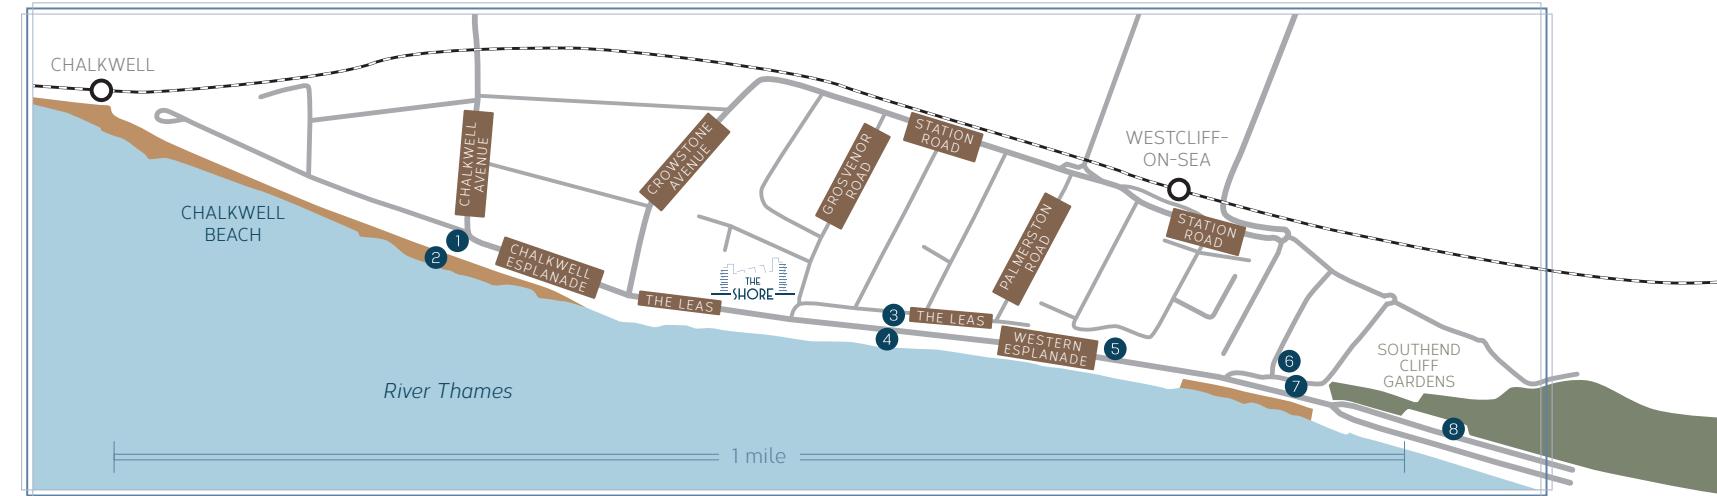 CHALKWELL
CHALKWELL
AVENUE
CROWSTONE
AVENUE
GROSVENOR
ROAD
STATION
ROAD
WESTCLIFF-
ON-SEA
PALMERSTON
ROAD
STATION
ROAD
CHALKWELL
BEACH
1
2
CHALKWELL
ESPLANADE
THE LEAS
THE
SHORE
3
THE LEAS
4
WESTERN
ESPLANADE
5
6
7
SOUTHEND
CLIFF
GARDENS
8
River Thames
1 mile